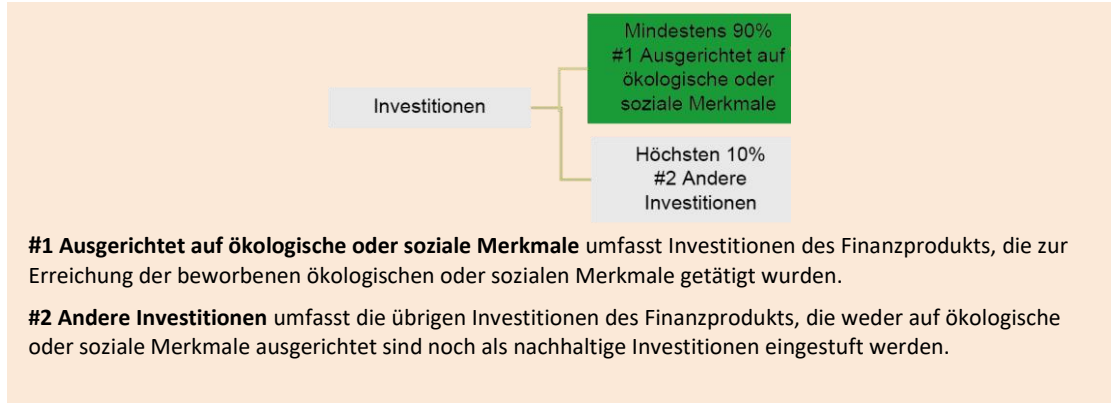 Mindestens 90%
#1 Ausgerichtet auf
ökologische oder
soziale Merkmale
Investitionen
Höchsten 10%
#2 Andere
Investitionen
#1 Ausgerichtet auf ökologische oder soziale Merkmale umfasst Investitionen des Finanzprodukts, die zur
Erreichung der beworbenen ökologischen oder sozialen Merkmale getätigt wurden.
#2 Andere Investitionen umfasst die übrigen Investitionen des Finanzprodukts, die weder auf ökologische
oder soziale Merkmale ausgerichtet sind noch als nachhaltige Investitionen eingestuft werden.